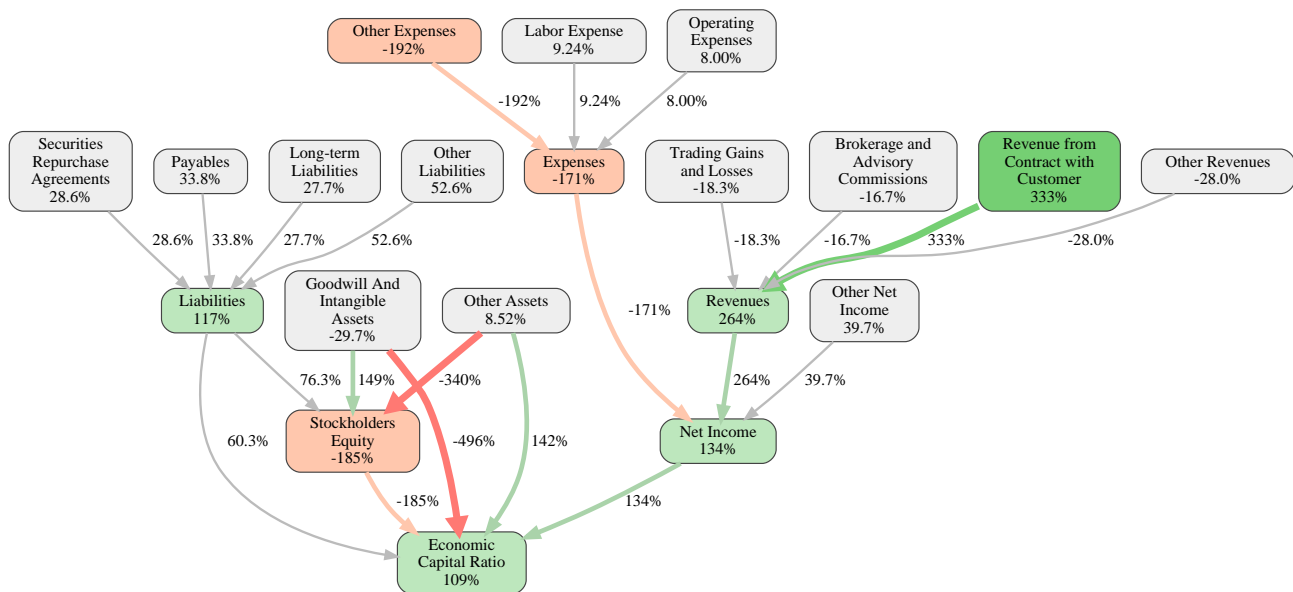 Other Expenses
-192%
Labor Expense
9.24%
Operating
Expenses
8.00%
-192%
9.24%
8.00%
Securities
Repurchase
Agreements
28.6%
Payables
33.8%
Long-term
Liabilities
27.7%
Other
Liabilities
52.6%
Expenses
-171%
Trading Gains
and Losses
-18.3%
Brokerage and
Advisory
Commissions
-16.7%
Revenue from
Contract with
Customer
333%
Other Revenues
-28.0%
28.6%
33.8%
27.7%
52.6%
-18.3%
-16.7%
333%
-28.0%
Liabilities
117%
Goodwill And
Intangible
Assets
-29.7%
Other Assets
8.52%
-171%
Revenues
264%
Other Net
Income
39.7%
76.3%
149%
-340%
264%
39.7%
60.3%
Stockholders
Equity
-185%
-496%
142%
Net Income
134%
-185%
134%
Economic
Capital Ratio
109%